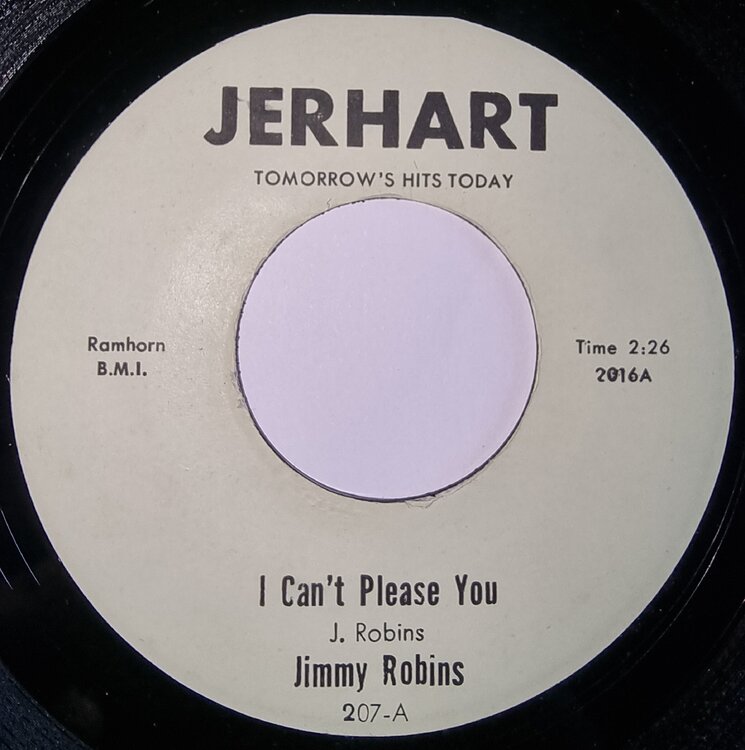 JERHART
TOMORROW'S HITS TODAY
Ramhorn
B.M.I.
Time 2:26
2016A
I Can't Please You
J. Robins
Jimmy Robins
207-A